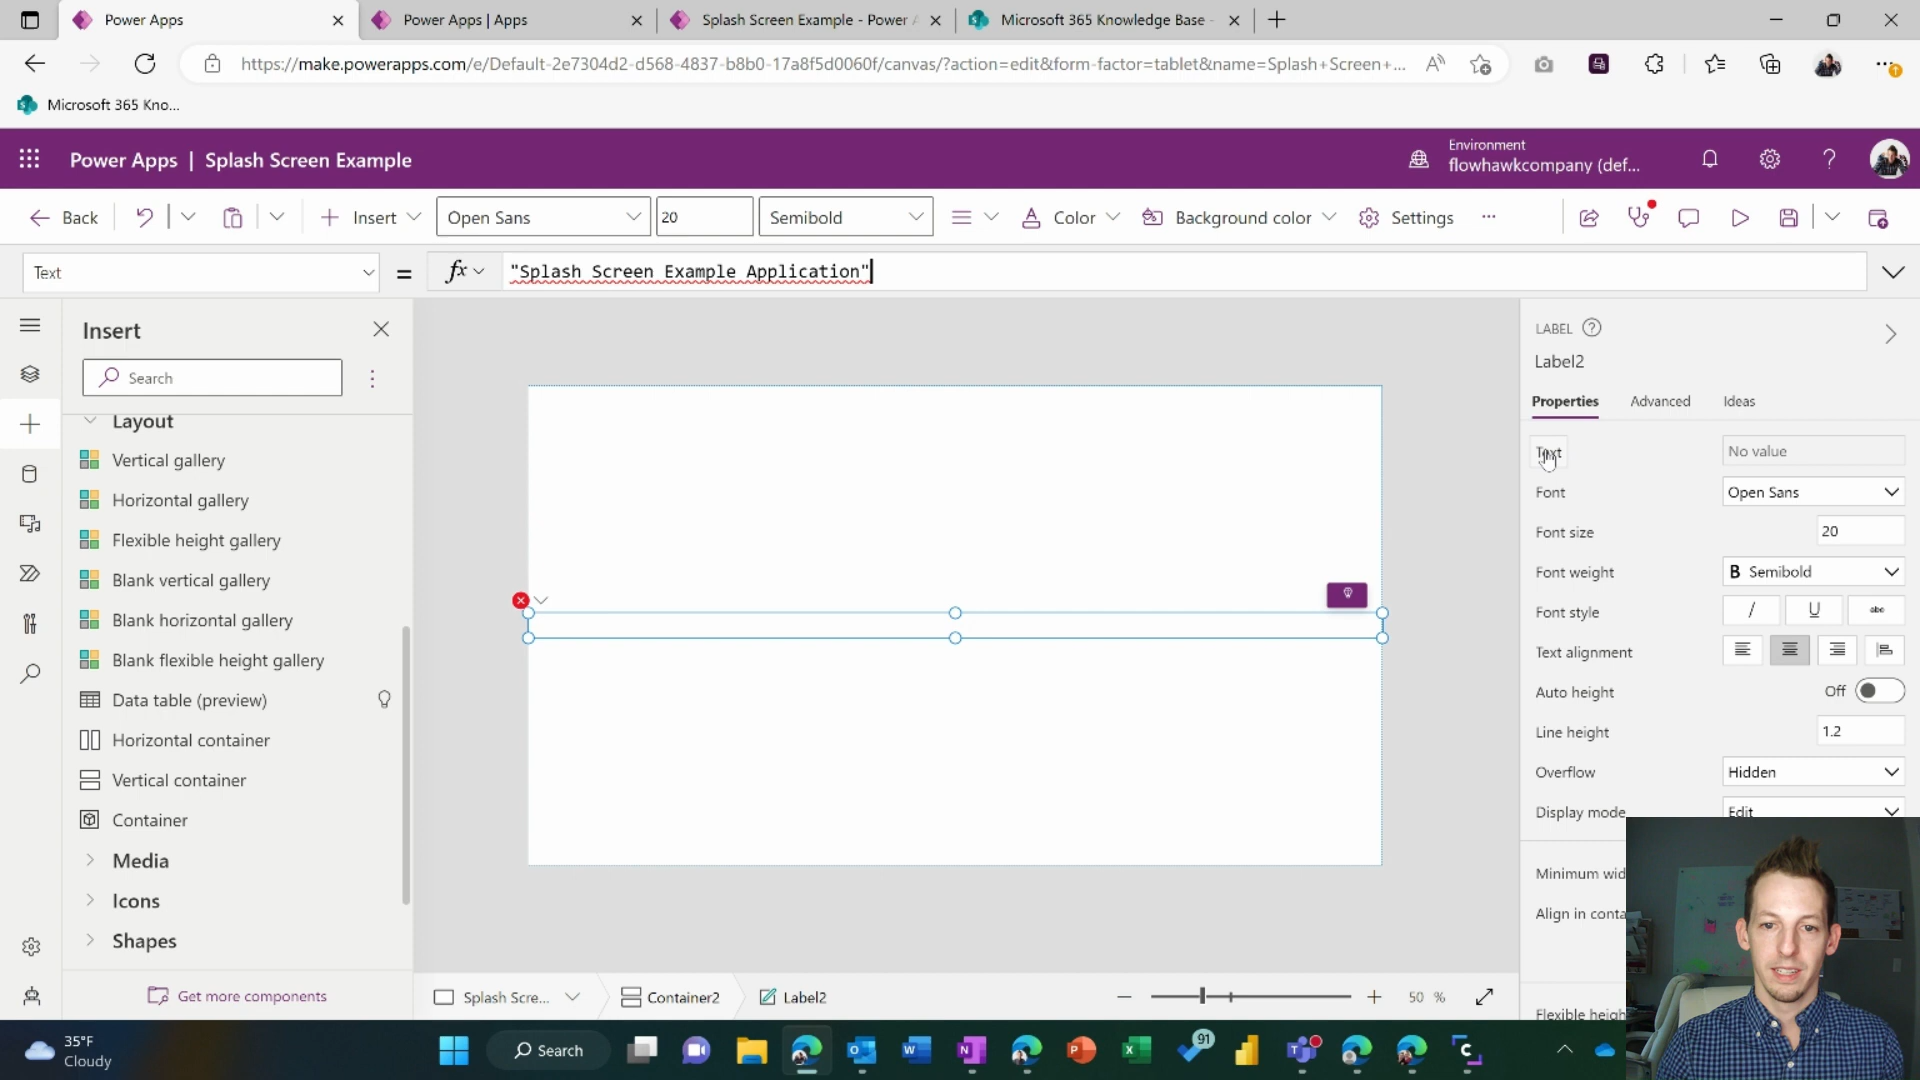 Power Apps
Power Apps | Apps
Splash Screen Example - Power A
Microsoft 365 Knowledge Base -
https://make.powerapps.com/e/Default-2e7304d2-d568-4837-b8b0-17a8f5d0060f/canvas/?action=edit&form-factor=tablet&name=Splash+Screen+...
Microsoft 365 Kno...
Power Apps | Splash Screen Example
Environment
flowhawkcompany (def...
Back
Insert
Open Sans
20
Semibold
Color
Background color
Settings
...
Text
=
fx
"Splash Screen Example Application"
Insert
Search
Layout
Vertical gallery
Horizontal gallery
Flexible height gallery
Blank vertical gallery
Blank horizontal gallery
Blank flexible height gallery
Data table (preview)
Horizontal container
Vertical container
Container
Media
Icons
Shapes
Get more components
LABEL
Label2
Properties
Advanced
Ideas
Text
No value
Font
Open Sans
Font size
20
Font weight
B Semibold
Font style
/ U abc
Text alignment
Auto height
Off
Line height
1.2
Overflow
Hidden
Display mode
Edit
Minimum wid
Align in conta
Flexible heigh
Splash Scre...
Container2
Label2
50 %
35°F
Cloudy
Search
91